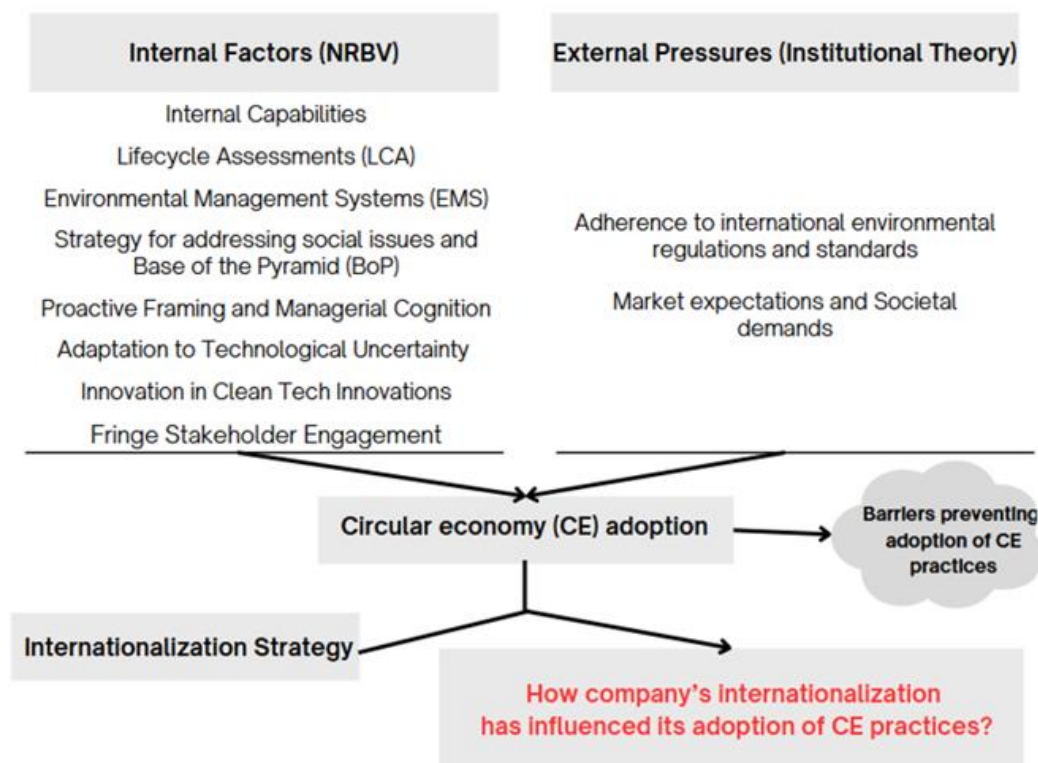 Internal Factors (NRBV)
Internal Capabilities
Lifecycle Assessments (LCA)
Environmental Management Systems (EMS)
Strategy for addressing social issues and
Base of the Pyramid (BoP)
Proactive Framing and Managerial Cognition
Adaptation to Technological Uncertainty
Innovation in Clean Tech Innovations
Fringe Stakeholder Engagement
External Pressures (Institutional Theory)
Adherence to international environmental
regulations and standards
Market expectations and Societal
demands
Circular economy (CE) adoption
Barriers preventing
adoption of CE
practices
Internationalization Strategy
How company's internationalization
has influenced its adoption of CE practices?